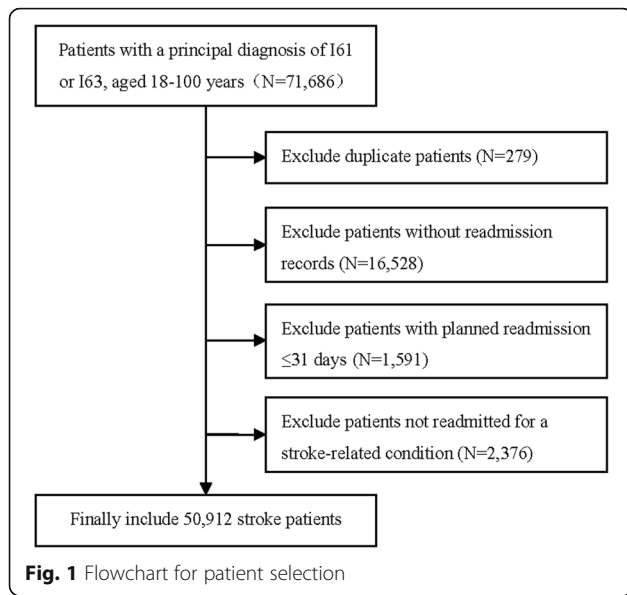 Patients with a principal diagnosis of I61
or I63, aged 18-100 years（N=71,686）
Exclude duplicate patients (N=279)
Exclude patients without readmission
records (N=16,528)
Exclude patients with planned readmission
≤31 days (N=1,591)
Exclude patients not readmitted for a
stroke-related condition (N=2,376)
Finally include 50,912 stroke patients
Fig. 1 Flowchart for patient selection